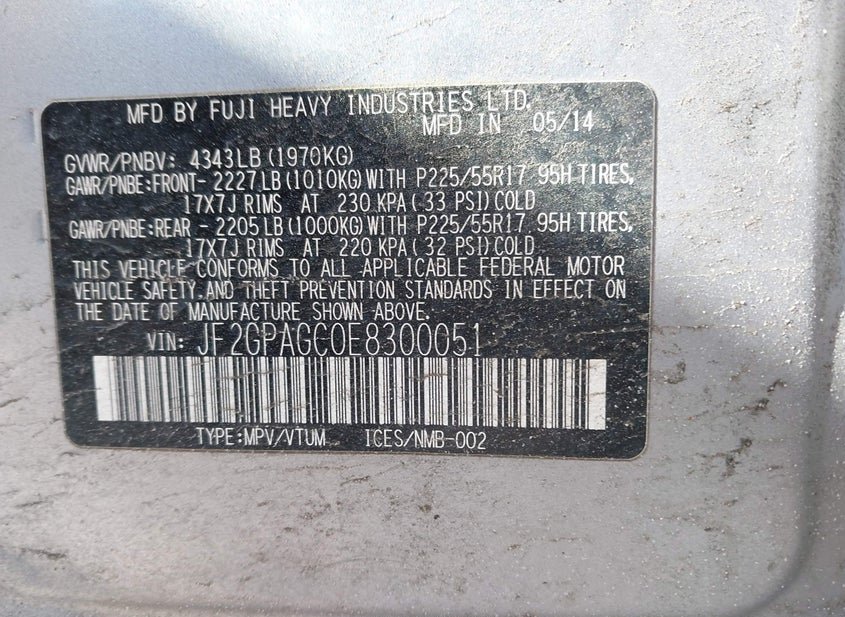 MFD BY FUJI HEAVY INDUSTRIES LTD.
MFD IN 05/14
GVWR/PNBV: 4343LB(1970KG)
GAWR/PNBE:FRONT- 2227LB(1010KG)WITH P225/55R17 95H TIRES,
17X7J RIMS AT 230 KPA( 33 PSI)COLD
GAWR/PNBE:REAR - 2205LB(1000KG)WITH P225/55R17 95H TIRES,
17X7J RIMS AT 220 KPA( 32 PSI)COLD
THIS VEHICLE CONFORMS TO ALL APPLICABLE FEDERAL MOTOR
VEHICLE SAFETY AND THEFT PREVENTION STANDARDS IN EFFECT ON
THE DATE OF MANUFACTURE SHOWN ABOVE.
VIN: JF2GPAGC0E8300051
TYPE:MPV/VTUM ICES/NMB-002